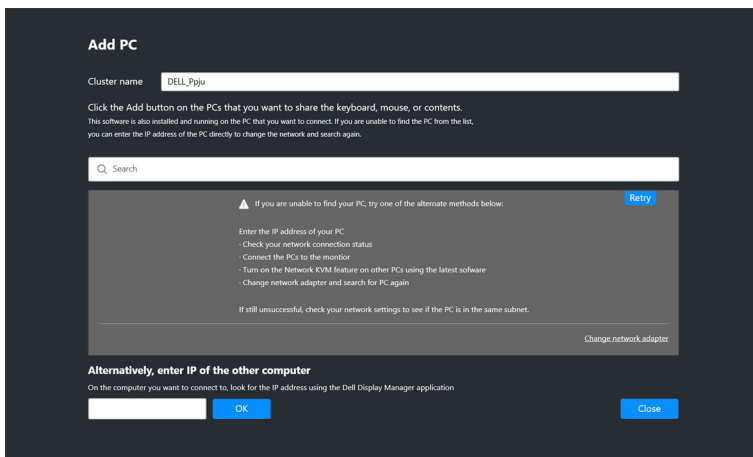 Add PC
Cluster name DELL_Ppju
Click the Add button on the PCs that you want to share the keyboard, mouse, or contents.
This software is also installed and running on the PC that you want to connect. If you are unable to find the PC from the list,
you can enter the IP address of the PC directly to change the network and search again.
Search
Retry
If you are unable to find your PC, try one of the alternate methods below:
Enter the IP address of your PC
- Check your network connection status
- Connect the PCs to the montior
- Turn on the Network KVM feature on other PCs using the latest sofware
- Change network adapter and search for PC again
If still unsuccessful, check your network settings to see if the PC is in the same subnet.
Change network adapter
Alternatively, enter IP of the other computer
On the computer you want to connect to, look for the IP address using the Dell Display Manager application
OK Close